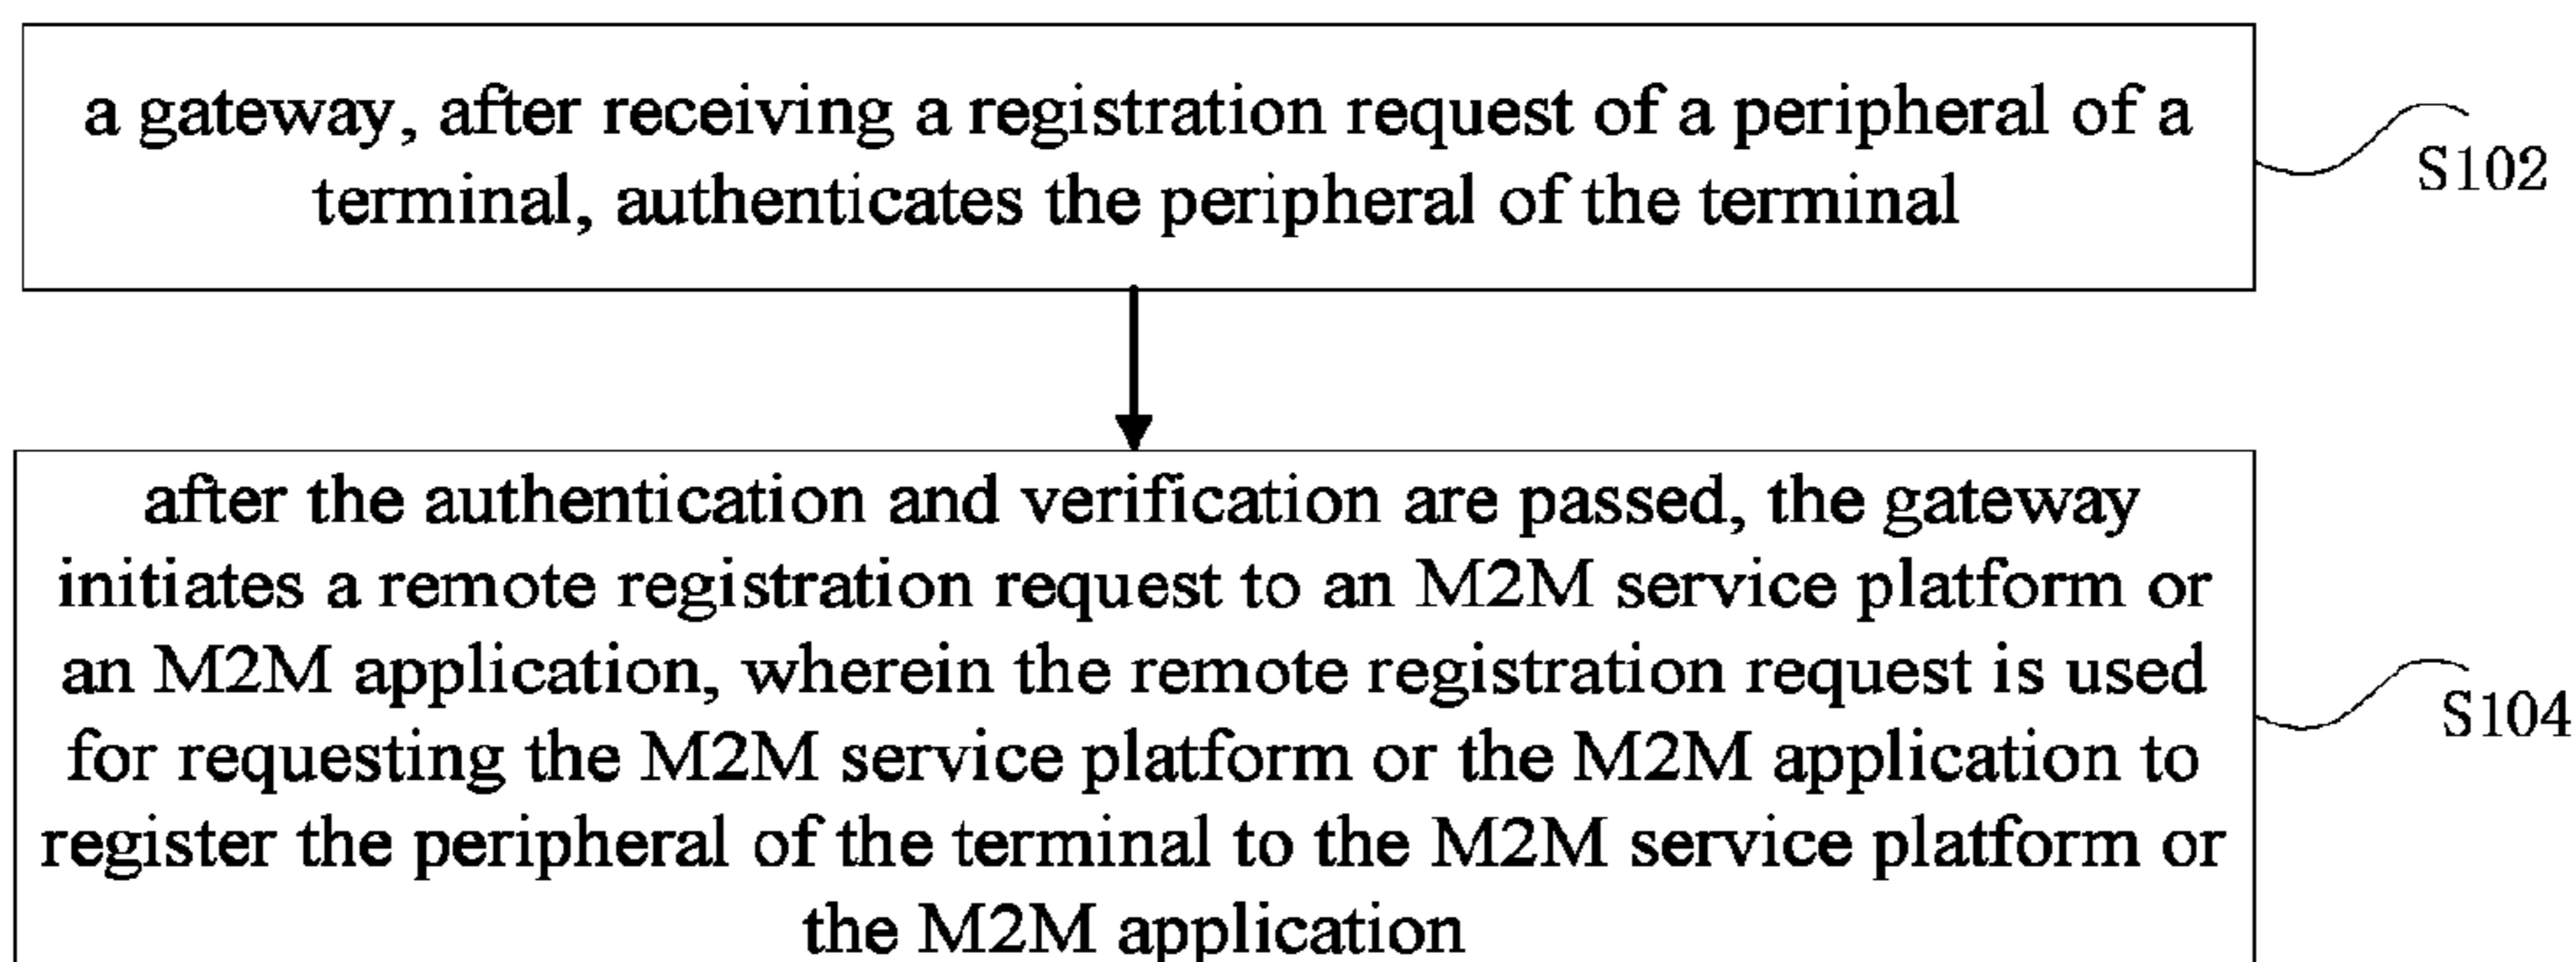 a gateway, after receiving a registration request of a peripheral of a
terminal, authenticates the peripheral of the terminal
S102
after the authentication and verification are passed, the gateway
initiates a remote registration request to an M2M service platform or
an M2M application, wherein the remote registration request is used
for requesting the M2M service platform or the M2M application to
register the peripheral of the terminal to the M2M service platform or
the M2M application
S104